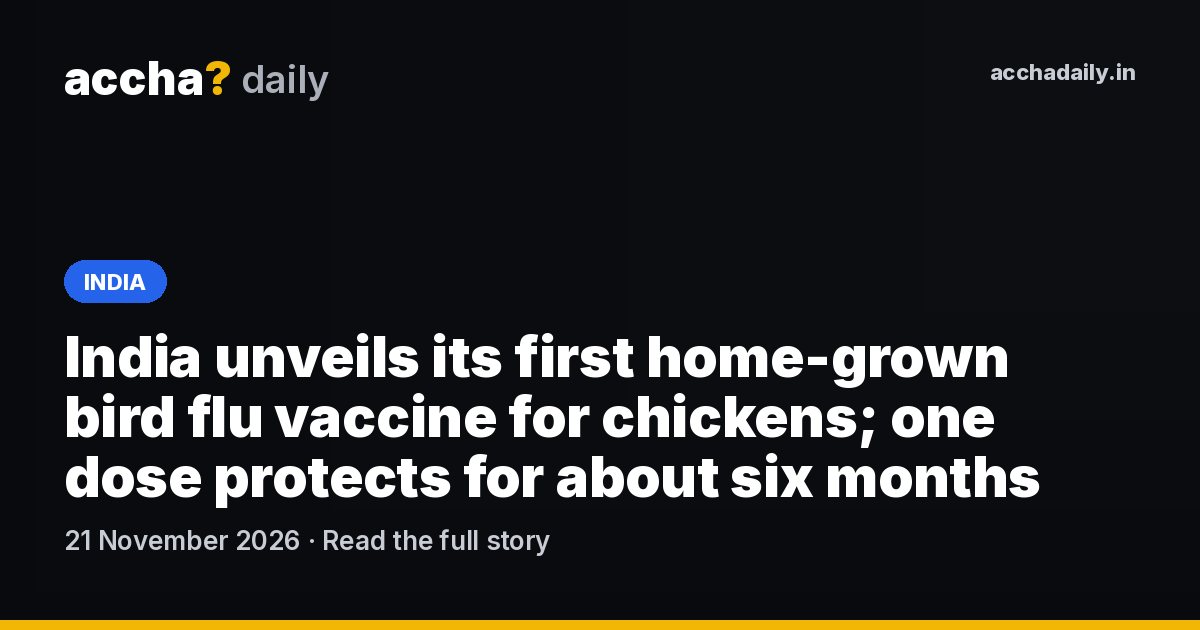 accha? daily
acchadaily.in
INDIA
India unveils its first home-grown
bird flu vaccine for chickens; one
dose protects for about six months
21 November 2026 · Read the full story